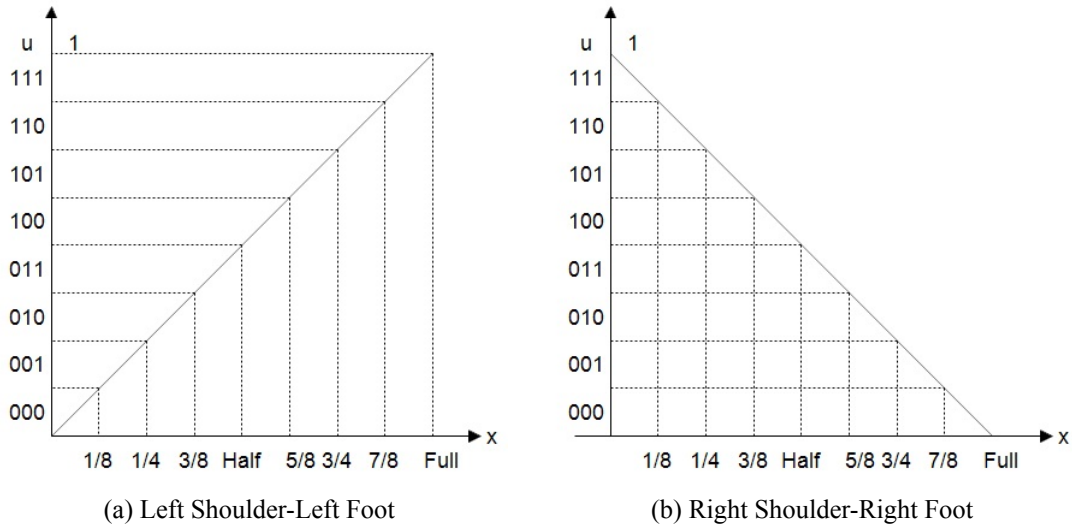 u 1
111
110
101
100
011
010
001
000
x
1/8 1/4 3/8 Half 5/8 3/4 7/8 Full
(a) Left Shoulder-Left Foot
u 1
111
110
101
100
011
010
001
000
x
1/8 1/4 3/8 Half 5/8 3/4 7/8 Full
(b) Right Shoulder-Right Foot